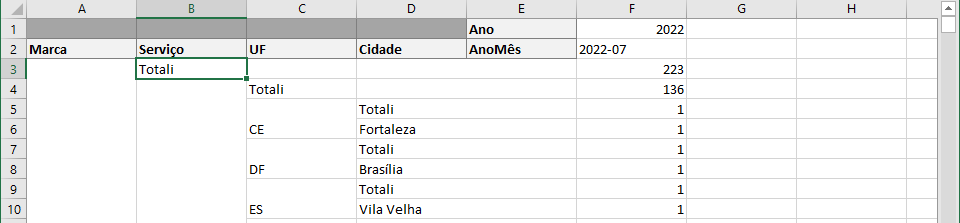 A B C D E F G H
1 Ano 2022
2 Marca Serviço UF Cidade AnoMês 2022-07
3 Totali 223
4 Totali 136
5 Totali 1
6 CE Fortaleza 1
7 Totali 1
8 DF Brasília 1
9 Totali 1
10 ES Vila Velha 1